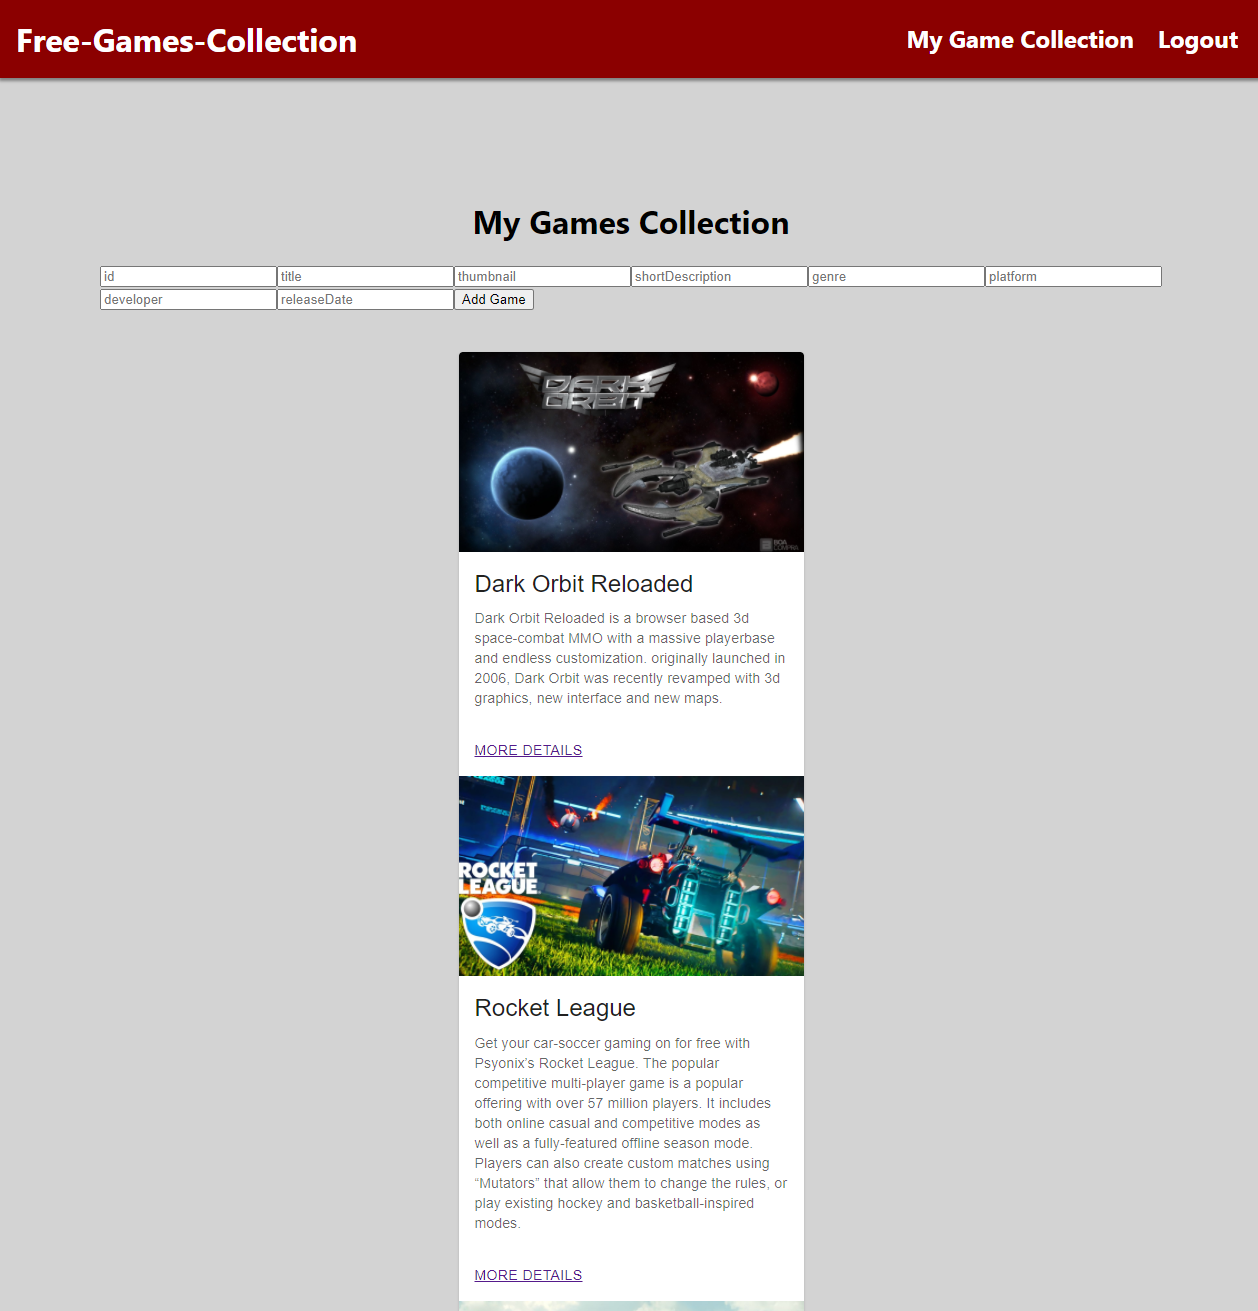 Free-Games-Collection
My Game Collection Logout
My Games Collection
id title thumbnail shortDescription genre platform
developer releaseDate Add Game
DARK
ORBIT
BOA
COMPRA
Dark Orbit Reloaded
Dark Orbit Reloaded is a browser based 3d
space-combat MMO with a massive playerbase
and endless customization. originally launched in
2006, Dark Orbit was recently revamped with 3d
graphics, new interface and new maps.
MORE DETAILS
ROCKET
LEAGUE
Rocket League
Get your car-soccer gaming on for free with
Psyonix’s Rocket League. The popular
competitive multi-player game is a popular
offering with over 57 million players. It includes
both online casual and competitive modes as
well as a fully-featured offline season mode.
Players can also create custom matches using
“Mutators” that allow them to change the rules, or
play existing hockey and basketball-inspired
modes.
MORE DETAILS